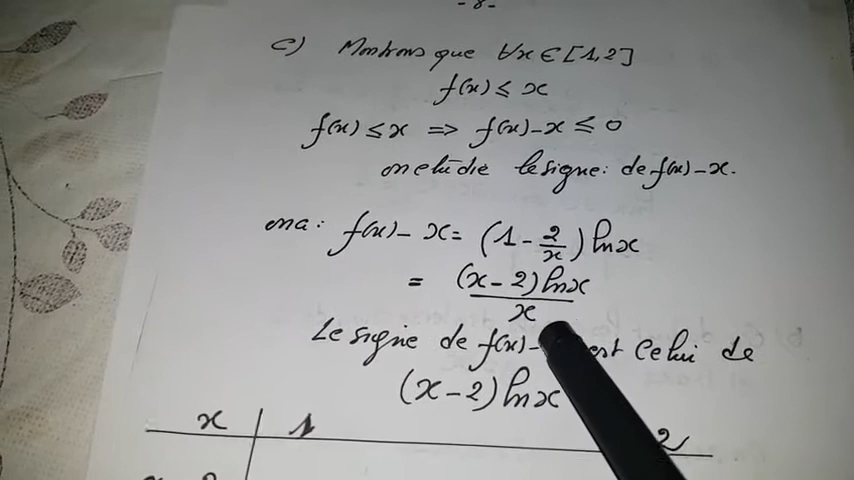 -8-
c) Montrons que ∀x ∈ [1,2]
f(x) ≤ x
f(x) ≤ x ⇒ f(x) - x ≤ 0
on étudie le signe: de f(x) - x.
on a: f(x) - x = (1 - 2/x) ln x
= (x - 2) ln x / x
Le signe de f(x) - est celui de
(x - 2) ln x
x 1 2